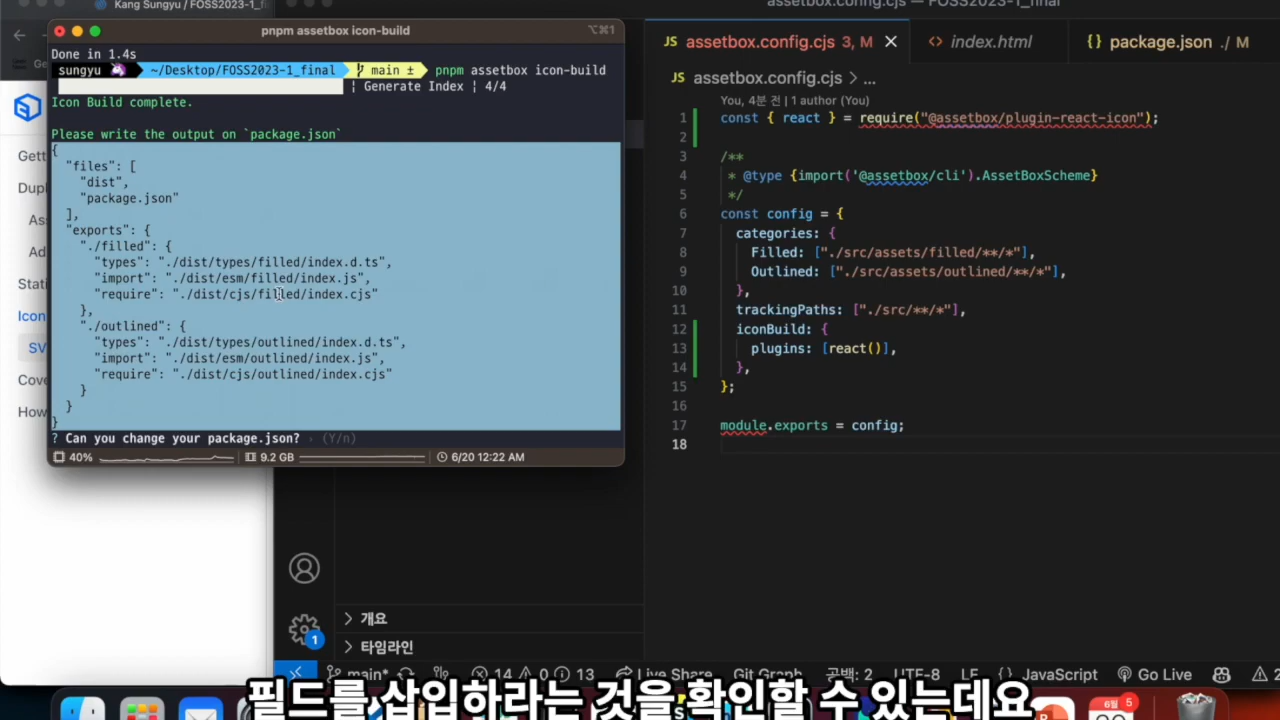 Kang Sungyu / FOSS2023-1_f
assetbox.config.cjs — FOSS2023-1_final
pnpm assetbox icon-build
⌥⌘1
Done in 1.4s
sungyu 🦄 ~/Desktop/FOSS2023-1_final main ± pnpm assetbox icon-build
| Generate Index | 4/4
Icon Build complete.
Please write the output on `package.json`
{
"files": [
"dist",
"package.json"
],
"exports": {
"./filled": {
"types": "./dist/types/filled/index.d.ts",
"import": "./dist/esm/filled/index.js",
"require": "./dist/cjs/filled/index.cjs"
},
"./outlined": {
"types": "./dist/types/outlined/index.d.ts",
"import": "./dist/esm/outlined/index.js",
"require": "./dist/cjs/outlined/index.cjs"
}
}
}
? Can you change your package.json? › (Y/n)
40% 9.2 GB 6/20 12:22 AM
Gett
Dupl
As
Ad
Stati
Icon
SV
Cove
How
JS assetbox.config.cjs 3, M ✕ <> index.html {} package.json ./ M
JS assetbox.config.cjs > ...
You, 4분 전 | 1 author (You)
1 const { react } = require("@assetbox/plugin-react-icon");
2
3 /**
4 * @type {import('@assetbox/cli').AssetBoxScheme}
5 */
6 const config = {
7 categories: {
8 Filled: ["./src/assets/filled/**/*"],
9 Outlined: ["./src/assets/outlined/**/*"],
10 },
11 trackingPaths: ["./src/**/*"],
12 iconBuild: {
13 plugins: [react()],
14 },
15 };
16
17 module.exports = config;
18
1
> 개요
> 타임라인
main* 14 0 13 Live Share Git Graph 공백: 2 UTF-8 LF {} JavaScript Go Live 2
필드를 삽입하라는 것을 확인할 수 있는데요
6월 5